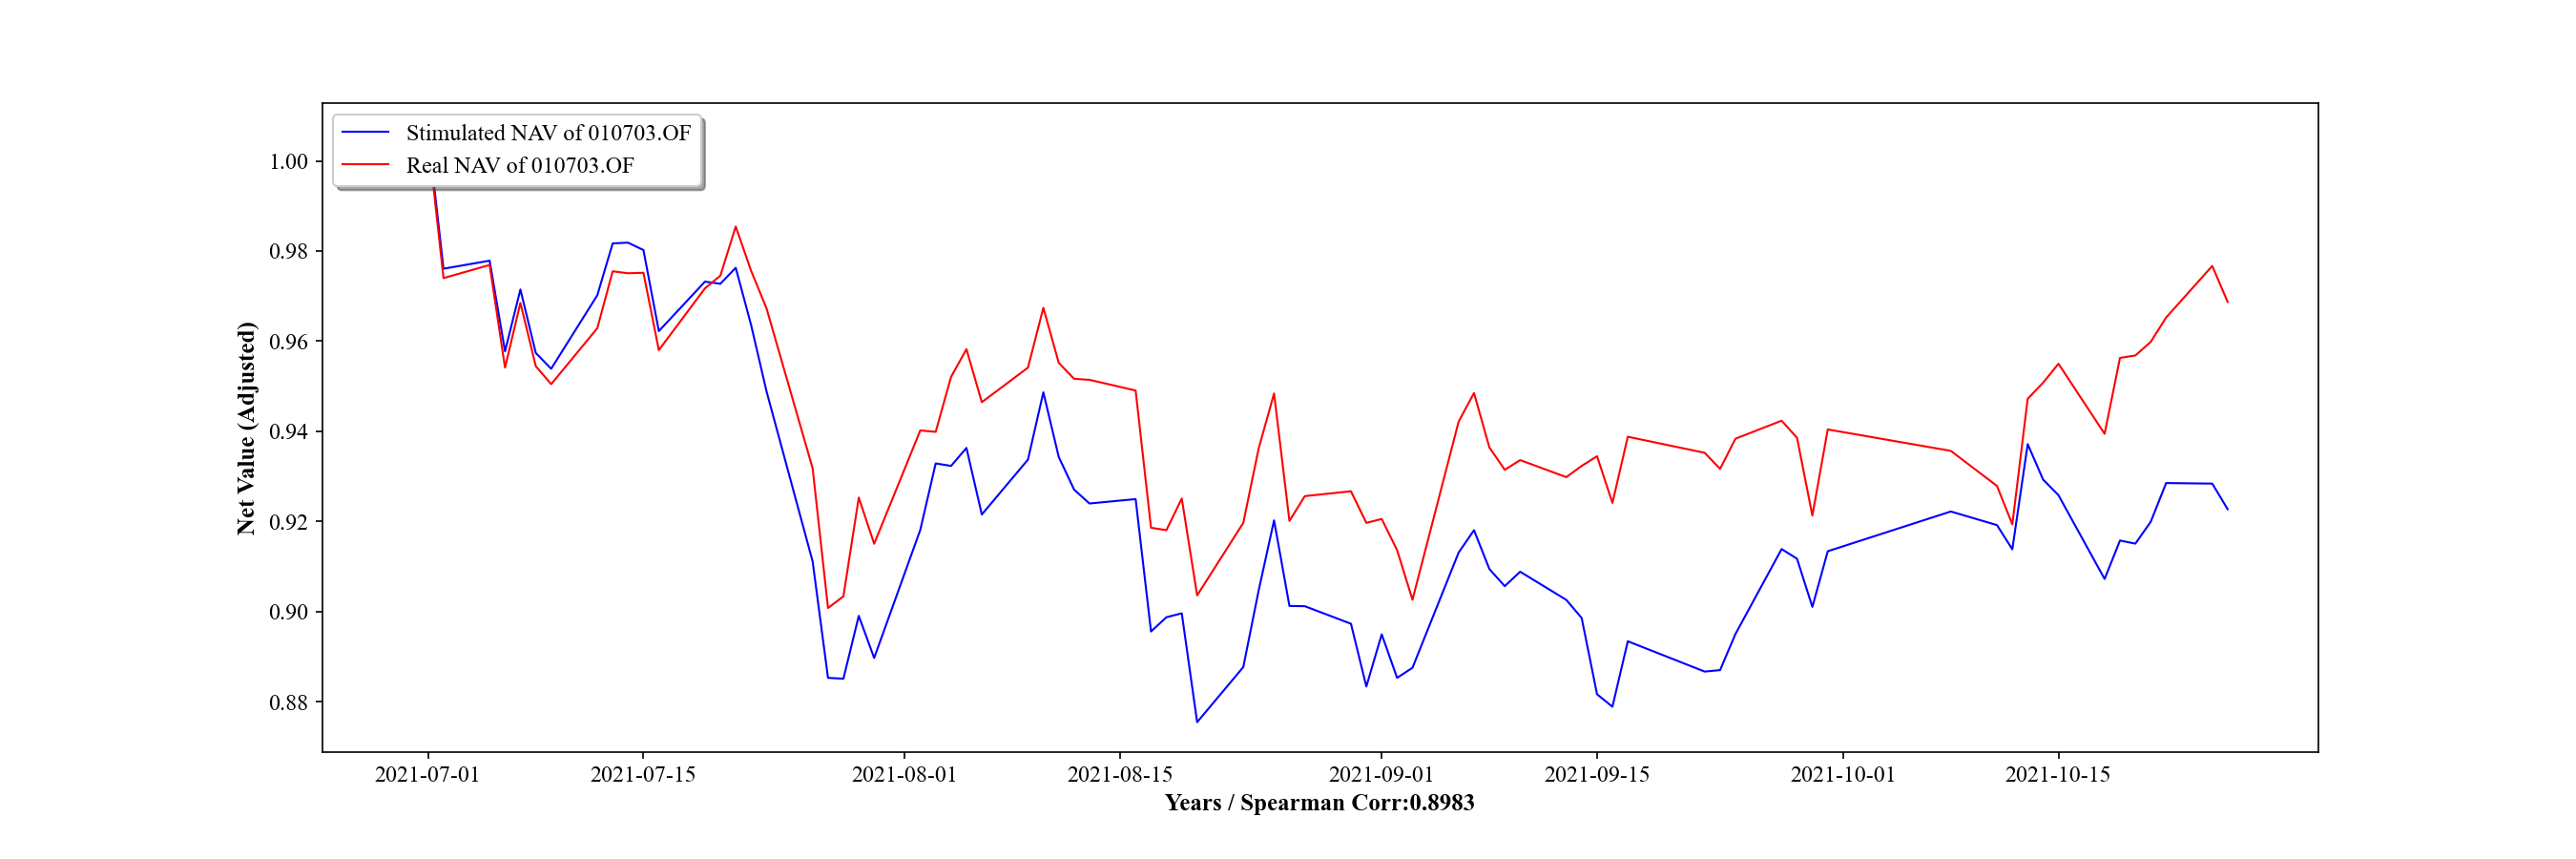 Stimulated NAV of 010703.OF
Real NAV of 010703.OF
Net Value (Adjusted)
1.00
0.98
0.96
0.94
0.92
0.90
0.88
2021-07-01 2021-07-15 2021-08-01 2021-08-15 2021-09-01 2021-09-15 2021-10-01 2021-10-15
Years / Spearman Corr:0.8983